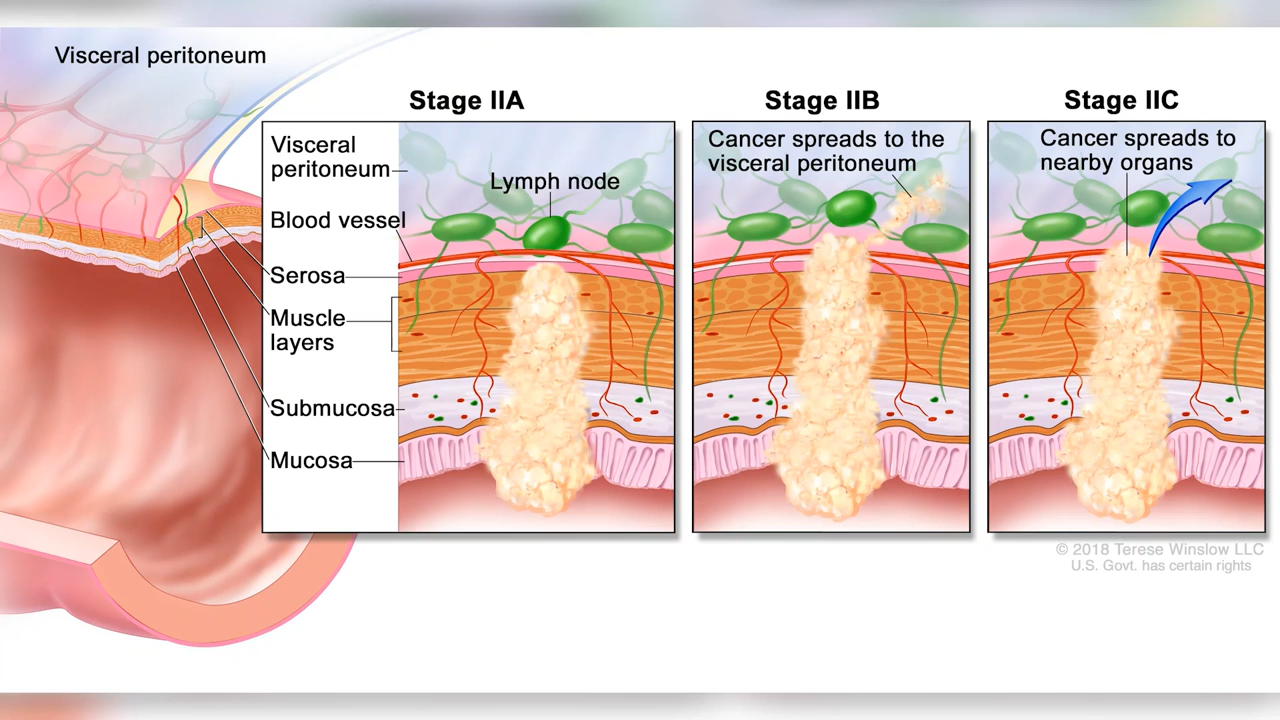 Visceral peritoneum
Stage IIA
Visceral
peritoneum
Lymph node
Blood vessel
Serosa
Muscle
layers
Submucosa
Mucosa
Stage IIB
Cancer spreads to the
visceral peritoneum
Stage IIC
Cancer spreads to
nearby organs
© 2018 Terese Winslow LLC
U.S. Govt. has certain rights